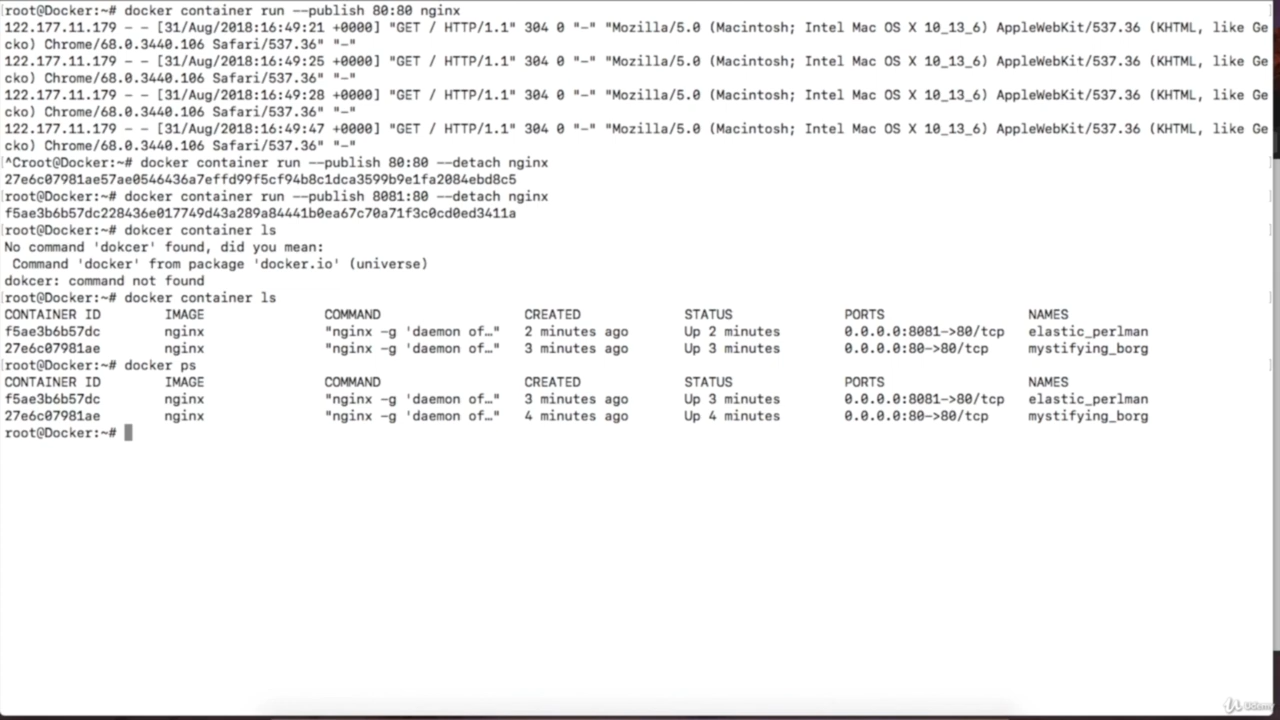 root@Docker:~# docker container run --publish 80:80 nginx
122.177.11.179 - - [31/Aug/2018:16:49:21 +0000] "GET / HTTP/1.1" 304 0 "-" "Mozilla/5.0 (Macintosh; Intel Mac OS X 10_13_6) AppleWebKit/537.36 (KHTML, like Ge
cko) Chrome/68.0.3440.106 Safari/537.36" "-"
122.177.11.179 - - [31/Aug/2018:16:49:25 +0000] "GET / HTTP/1.1" 304 0 "-" "Mozilla/5.0 (Macintosh; Intel Mac OS X 10_13_6) AppleWebKit/537.36 (KHTML, like Ge
cko) Chrome/68.0.3440.106 Safari/537.36" "-"
122.177.11.179 - - [31/Aug/2018:16:49:28 +0000] "GET / HTTP/1.1" 304 0 "-" "Mozilla/5.0 (Macintosh; Intel Mac OS X 10_13_6) AppleWebKit/537.36 (KHTML, like Ge
cko) Chrome/68.0.3440.106 Safari/537.36" "-"
122.177.11.179 - - [31/Aug/2018:16:49:47 +0000] "GET / HTTP/1.1" 304 0 "-" "Mozilla/5.0 (Macintosh; Intel Mac OS X 10_13_6) AppleWebKit/537.36 (KHTML, like Ge
cko) Chrome/68.0.3440.106 Safari/537.36" "-"
^Croot@Docker:~# docker container run --publish 80:80 --detach nginx
27e6c07981ae57ae0546436a7effd99f5cf94b8c1dca3599b9e1fa2084ebd8c5
root@Docker:~# docker container run --publish 8081:80 --detach nginx
f5ae3b6b57dc228436e017749d43a289a84441b0ea67c70a71f3c0cd0ed3411a
root@Docker:~# dokcer container ls
No command 'dokcer' found, did you mean:
 Command 'docker' from package 'docker.io' (universe)
dokcer: command not found
root@Docker:~# docker container ls
CONTAINER ID IMAGE COMMAND CREATED STATUS PORTS NAMES
f5ae3b6b57dc nginx "nginx -g 'daemon of…" 2 minutes ago Up 2 minutes 0.0.0.0:8081->80/tcp elastic_perlman
27e6c07981ae nginx "nginx -g 'daemon of…" 3 minutes ago Up 3 minutes 0.0.0.0:80->80/tcp mystifying_borg
root@Docker:~# docker ps
CONTAINER ID IMAGE COMMAND CREATED STATUS PORTS NAMES
f5ae3b6b57dc nginx "nginx -g 'daemon of…" 3 minutes ago Up 3 minutes 0.0.0.0:8081->80/tcp elastic_perlman
27e6c07981ae nginx "nginx -g 'daemon of…" 4 minutes ago Up 4 minutes 0.0.0.0:80->80/tcp mystifying_borg
root@Docker:~#
Udemy